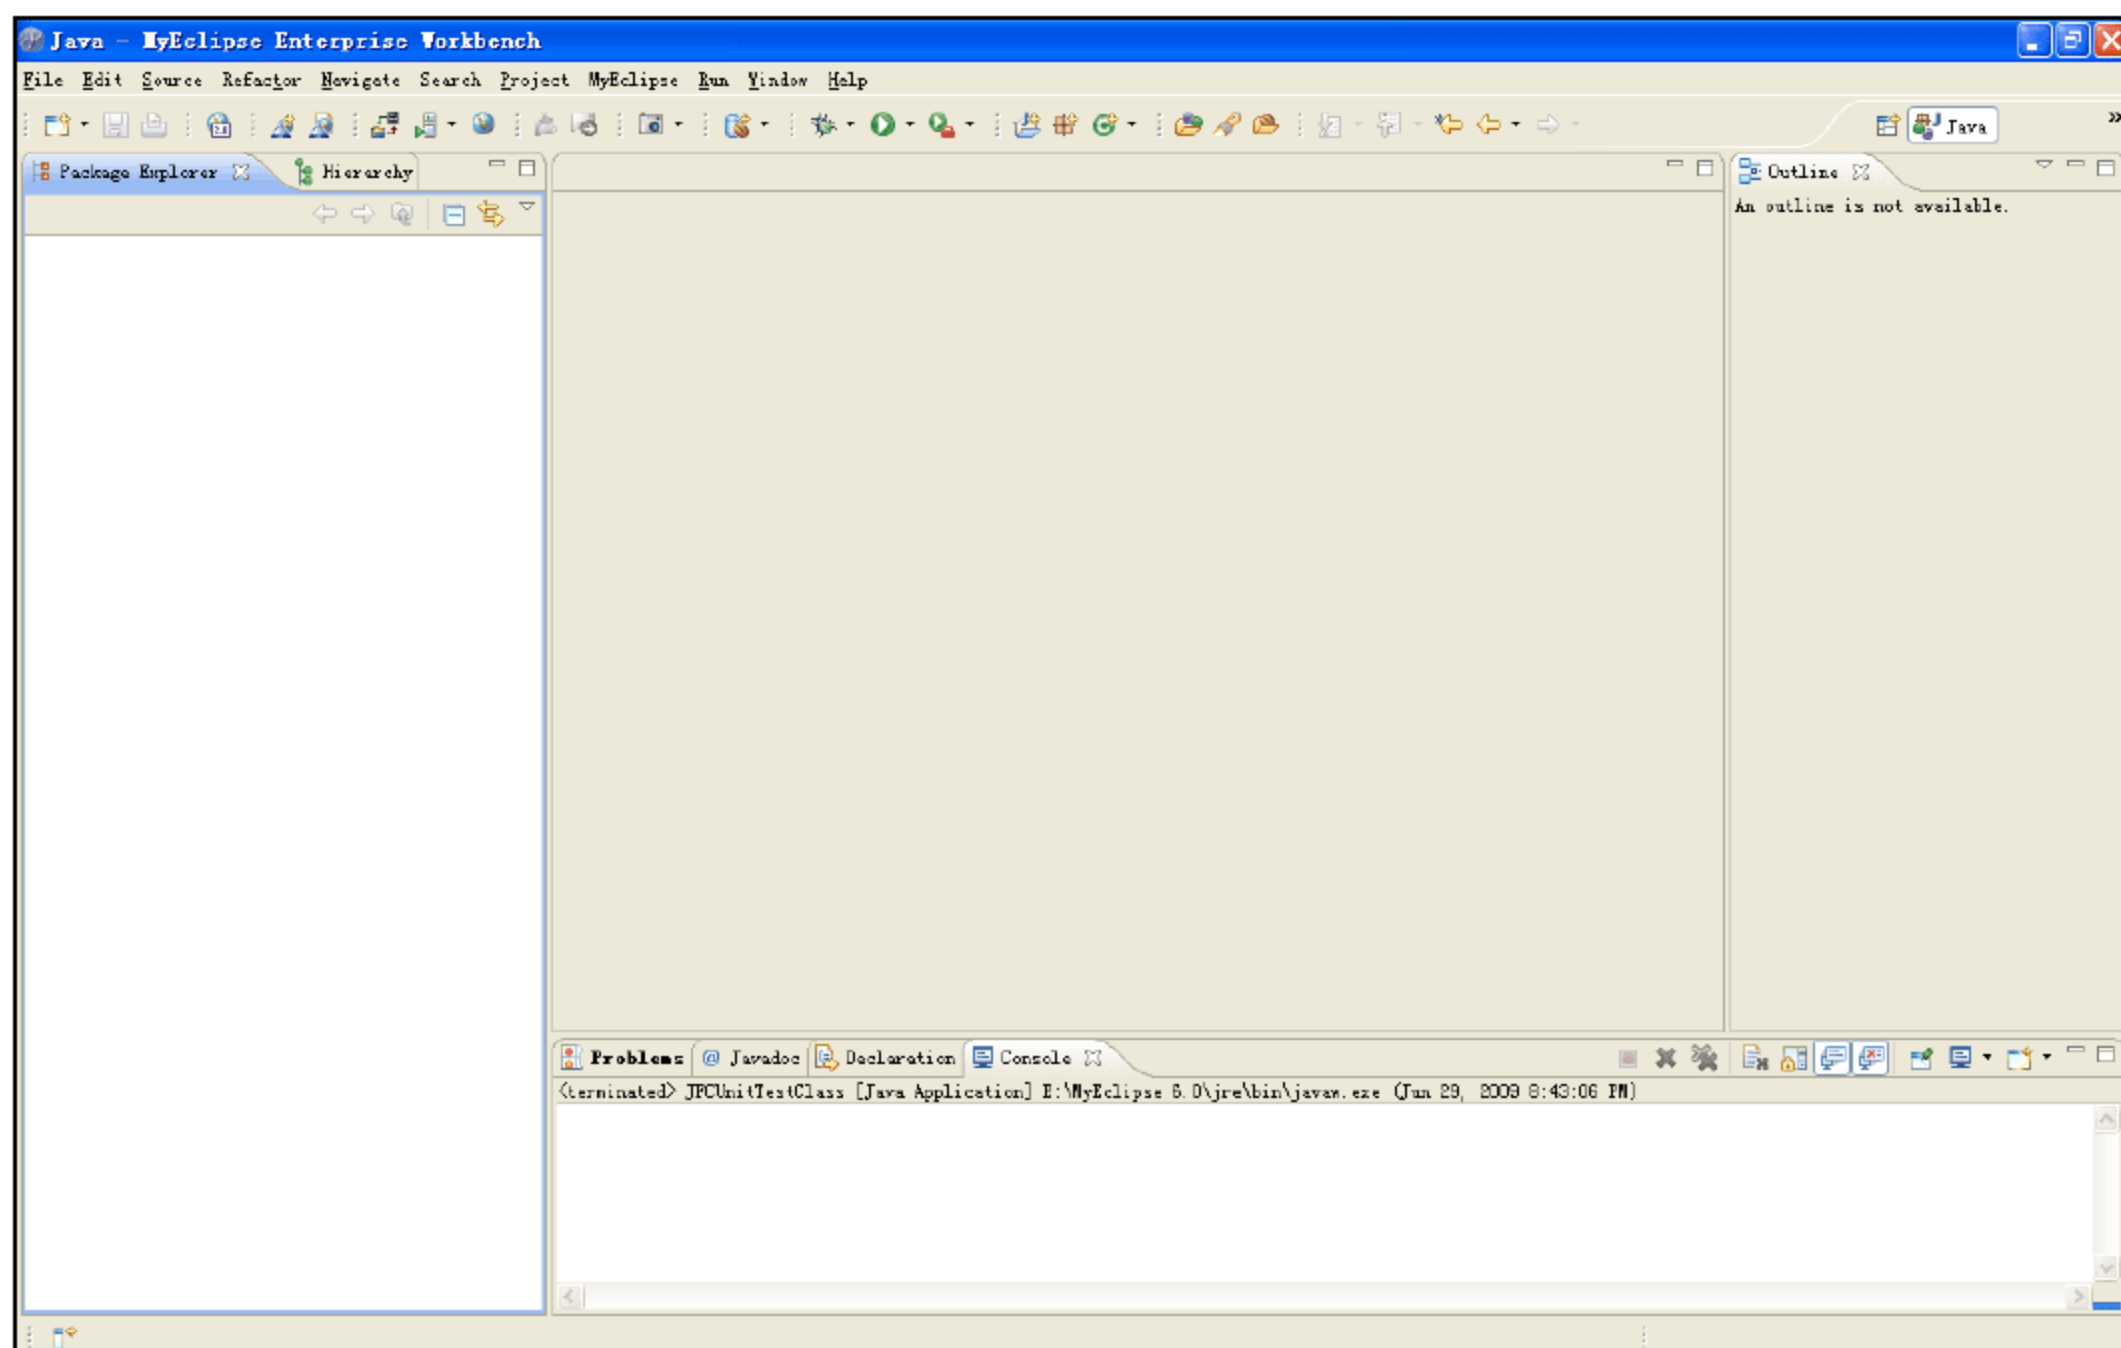 Java - MyEclipse Enterprise Workbench
File Edit Source Refactor Navigate Search Project MyEclipse Run Window Help
Java
Package Explorer Hierarchy
Outline
An outline is not available.
Problems @ Javadoc Declaration Console
<terminated> JFCUnitTestClass [Java Application] E:\MyEclipse 6.0\jre\bin\javaw.exe (Jun 29, 2009 8:43:06 PM)